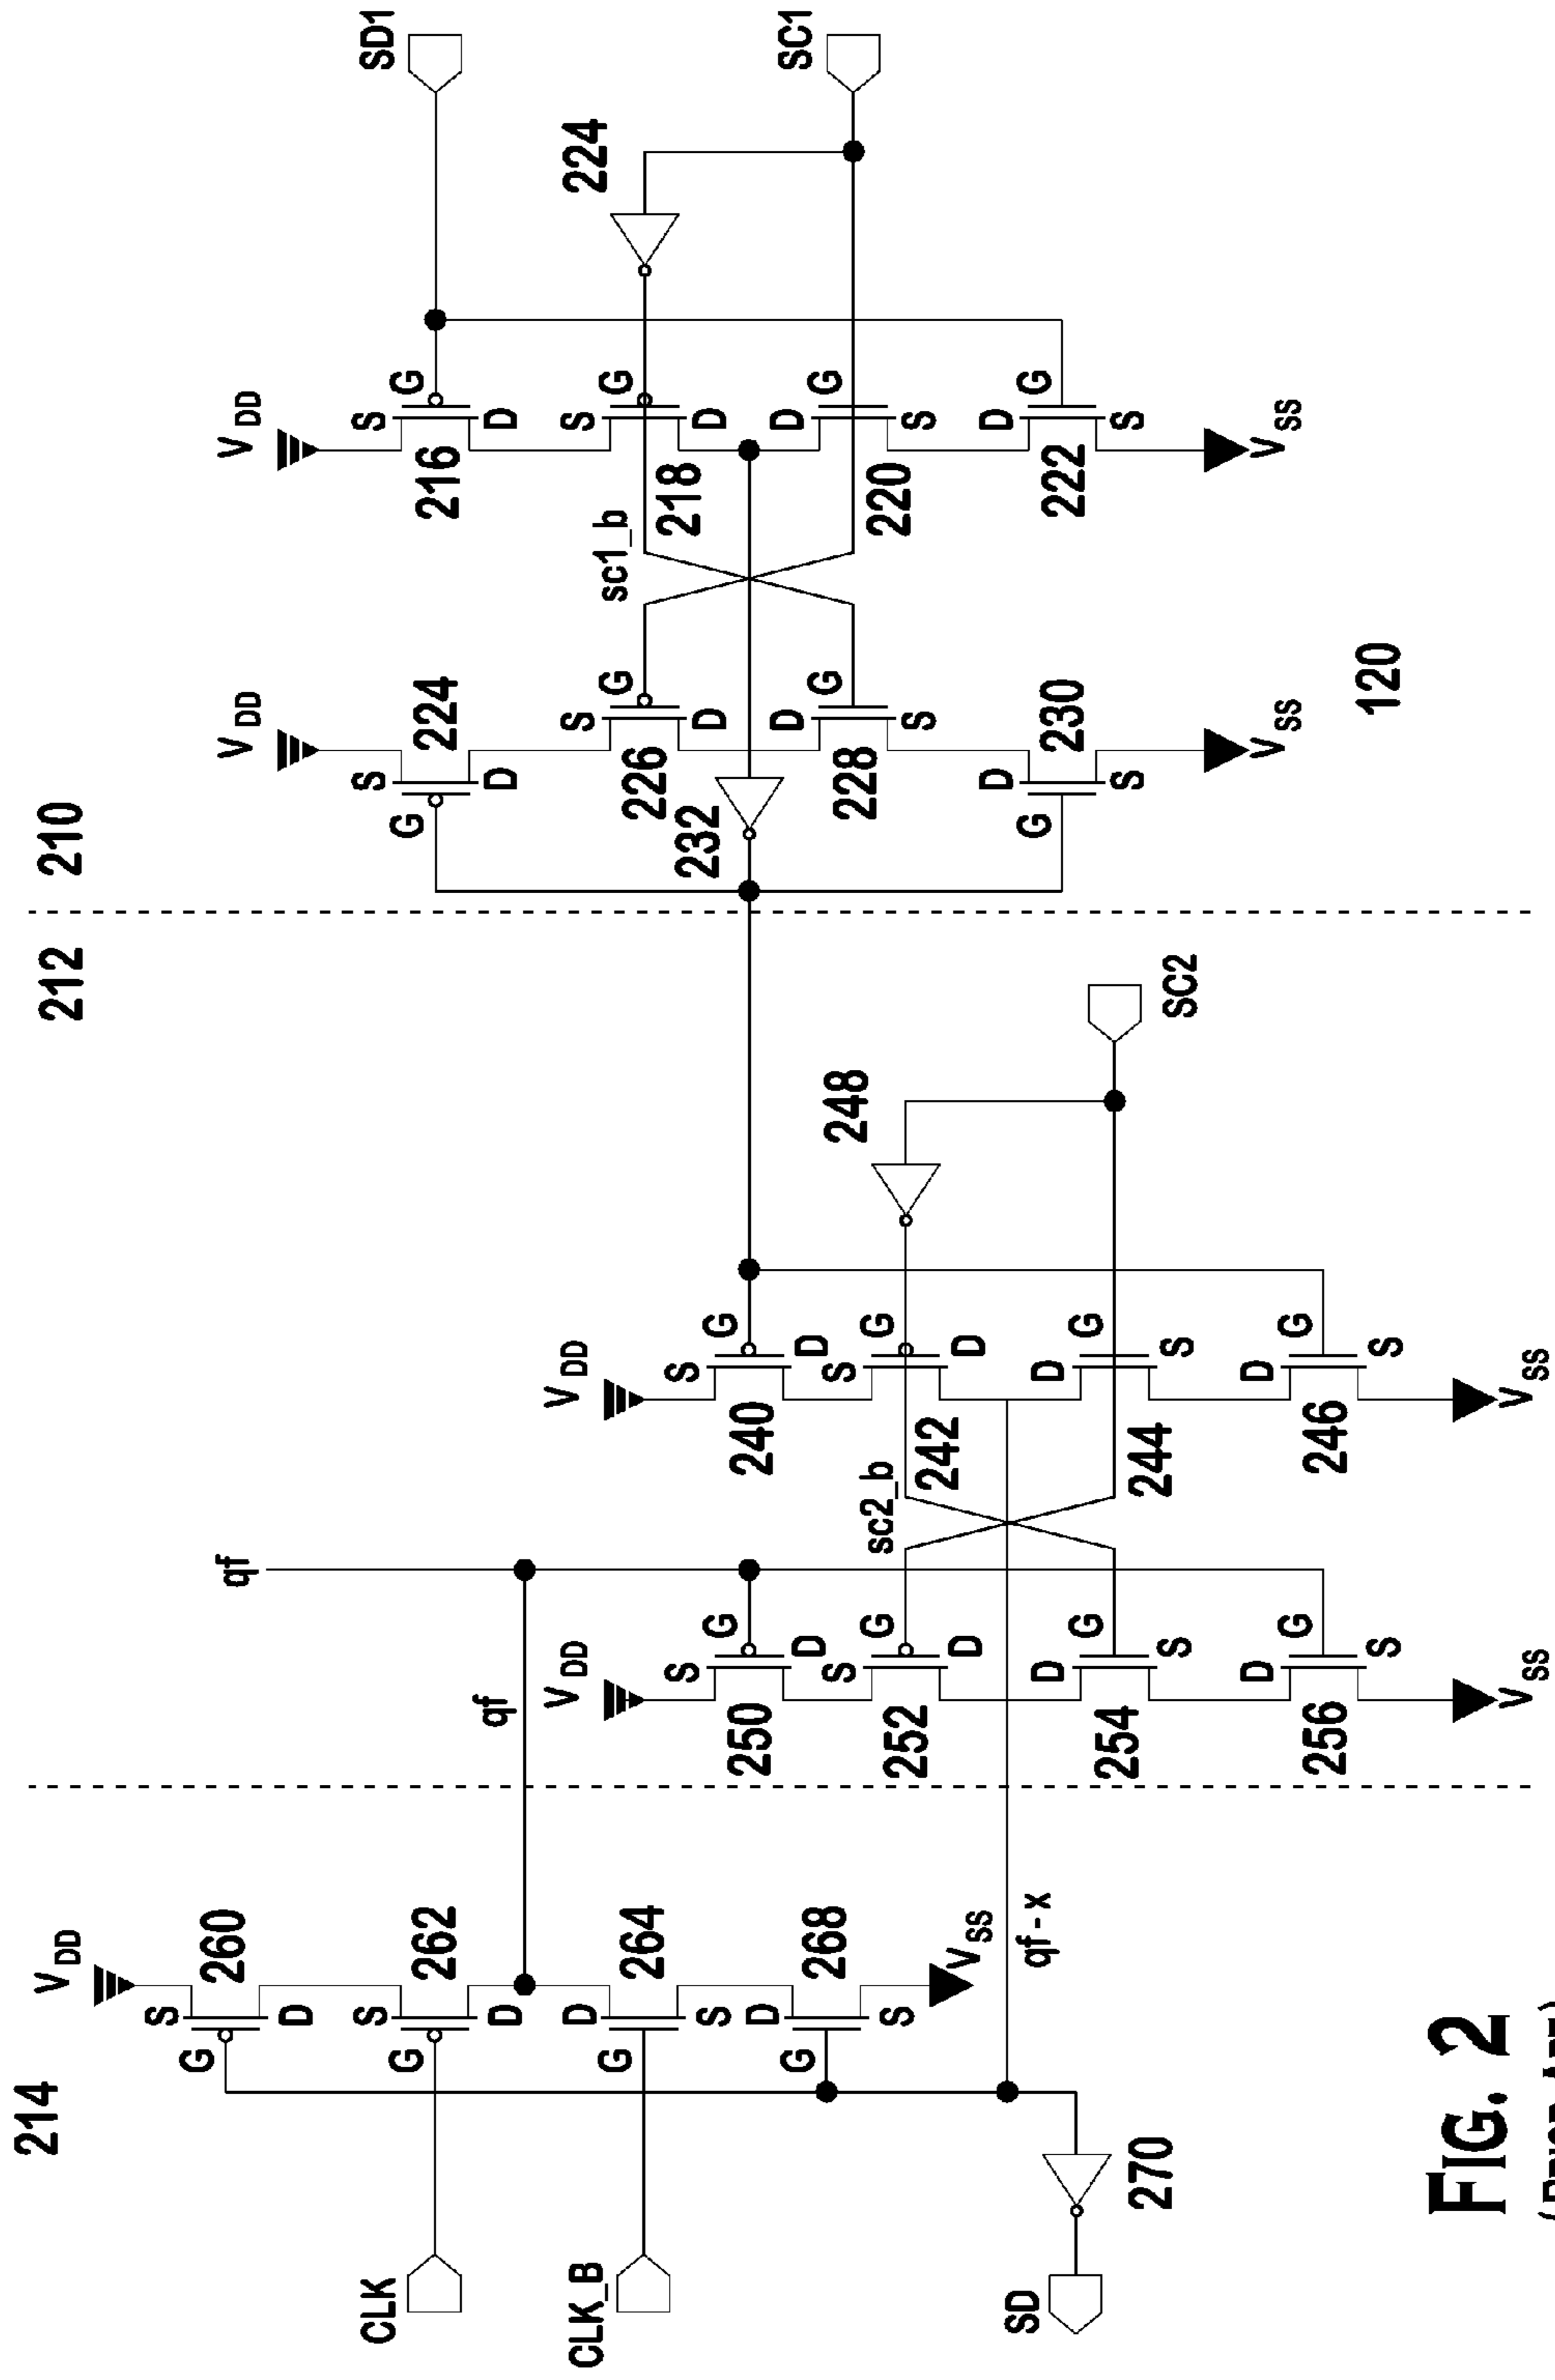 214
212
210
V DD
260
262
264
268
V SS
S
D
G
S
D
G
D
S
G
D
S
G
CLK
CLK_B
SD
270
qf - x
qf
qf
V DD
250
252
254
256
V SS
S
G
D
S
G
D
D
G
S
D
G
S
sc2_b
V DD
240
242
244
246
V SS
S
G
D
S
G
D
D
G
S
D
G
S
248
SC2
V DD
224
226
228
230
232
V SS
S
G
D
S
G
D
D
G
S
D
G
S
sc1_b
V DD
216
218
220
222
V SS
S
G
D
S
G
D
D
G
S
D
G
S
224
SD1
SC1
120
FIG. 2